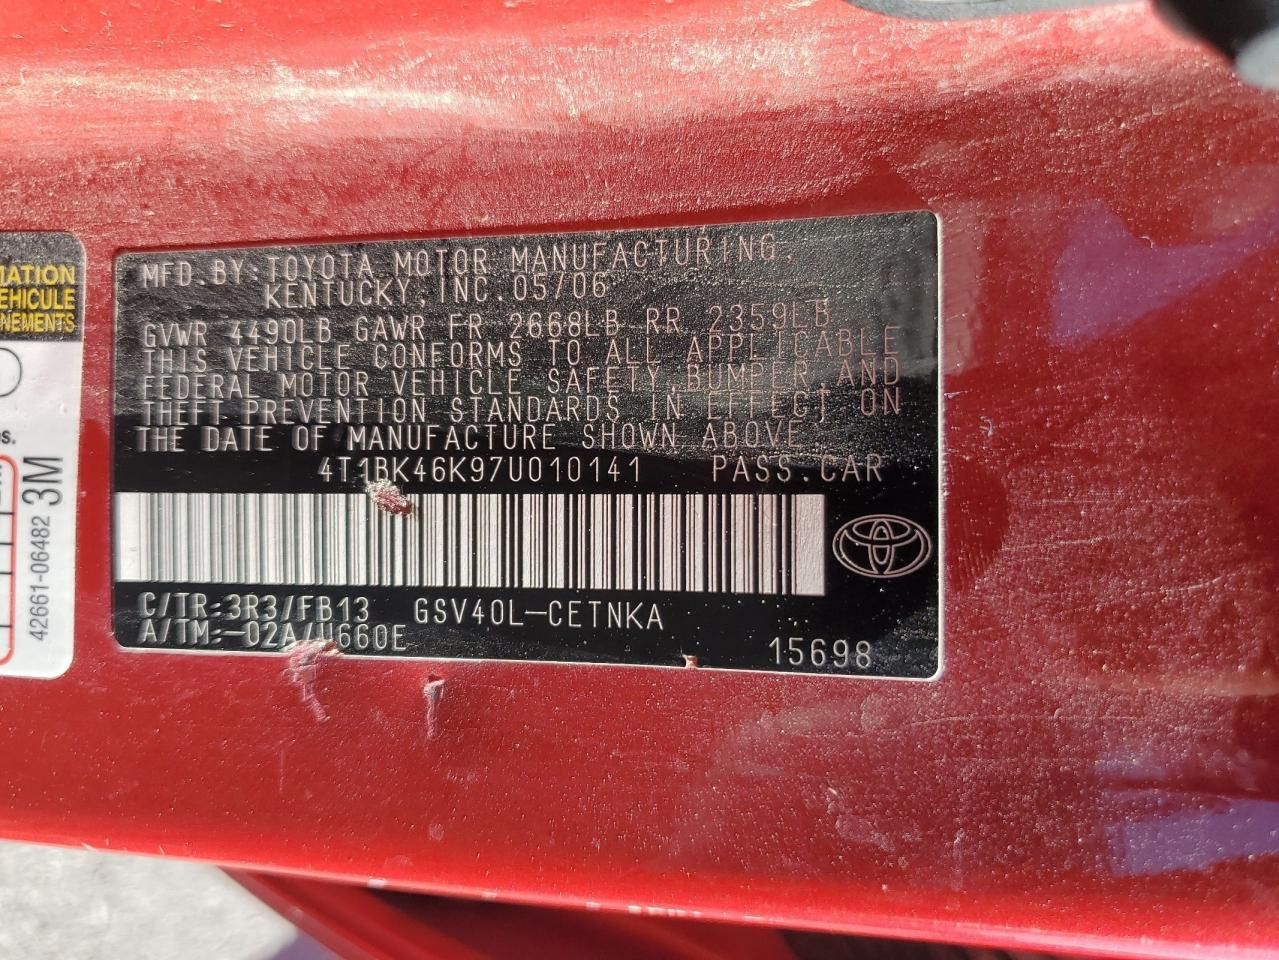 MATION
EHICULE
NEMENTS
3M
42661-06482
MFD.BY:TOYOTA MOTOR MANUFACTURING,
KENTUCKY,INC.05/06
GVWR 4490LB GAWR FR 2668LB RR 2359LB
THIS VEHICLE CONFORMS TO ALL APPLICABLE
FEDERAL MOTOR VEHICLE SAFETY,BUMPER,AND
THEFT PREVENTION STANDARDS IN EFFECT ON
THE DATE OF MANUFACTURE SHOWN ABOVE.
4T1BK46K97U010141 PASS.CAR
C/TR:3R3/FB13 GSV40L-CETNKA
A/TM:-02A/U660E 15698